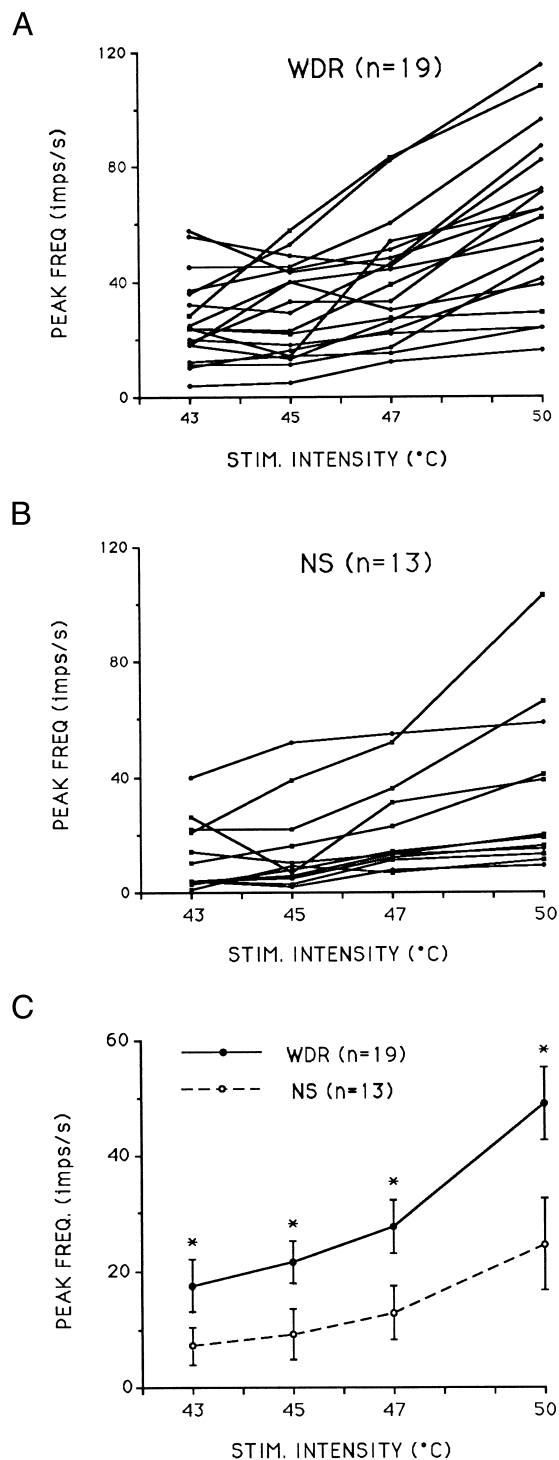 A
WDR (n=19)
PEAK FREQ (imps/s)
120
80
40
0
43 45 47 50
STIM. INTENSITY (°C)
B
NS (n=13)
PEAK FREQ (imps/s)
120
80
40
0
43 45 47 50
STIM. INTENSITY (°C)
C
WDR (n=19)
NS (n=13)
PEAK FREQ. (imps/s)
60
40
20
0
* * * *
43 45 47 50
STIM. INTENSITY (°C)